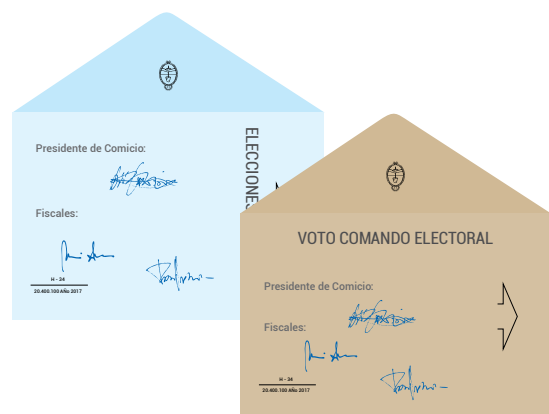 Presidente de Comicio:
ELECCIONES
Fiscales:
H - 34
20.400.100 Año 2017
VOTO COMANDO ELECTORAL
Presidente de Comicio:
Fiscales:
H - 34
20.400.100 Año 2017